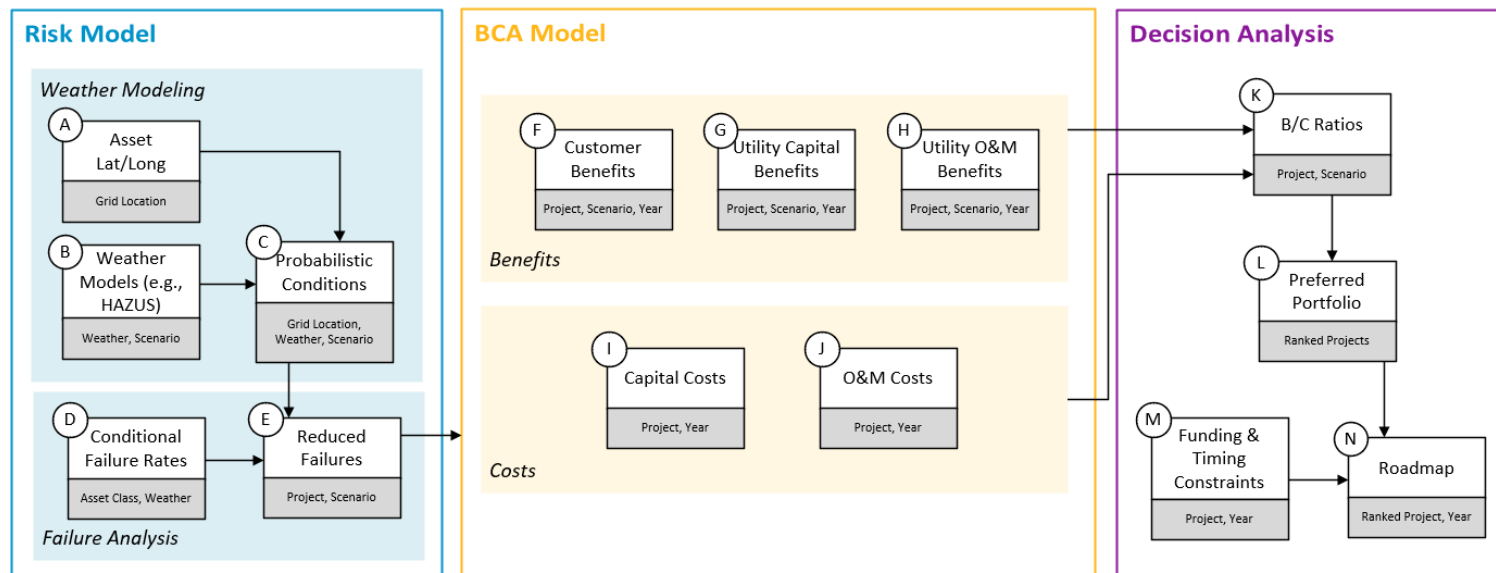 Risk Model
Weather Modeling
A
Asset
Lat/Long
Grid Location
B
Weather
Models (e.g.,
HAZUS)
Weather, Scenario
C
Probabilistic
Conditions
Grid Location,
Weather, Scenario
D
Conditional
Failure Rates
Asset Class, Weather
E
Reduced
Failures
Project, Scenario
Failure Analysis
BCA Model
F
Customer
Benefits
Project, Scenario, Year
G
Utility Capital
Benefits
Project, Scenario, Year
H
Utility O&M
Benefits
Project, Scenario, Year
Benefits
I
Capital Costs
Project, Year
J
O&M Costs
Project, Year
Costs
Decision Analysis
K
B/C Ratios
Project, Scenario
L
Preferred
Portfolio
Ranked Projects
M
Funding &
Timing
Constraints
Project, Year
N
Roadmap
Ranked Project, Year